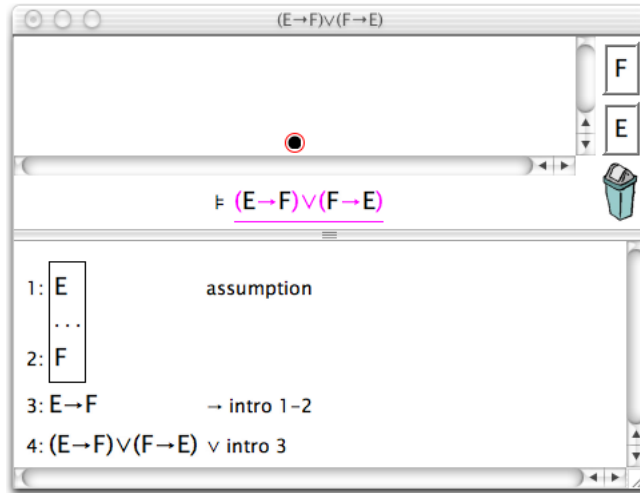 (E→F)∨(F→E)
F
E
⊨ (E→F)∨(F→E)
1: E assumption
...
2: F
3: E→F → intro 1-2
4: (E→F)∨(F→E) ∨ intro 3